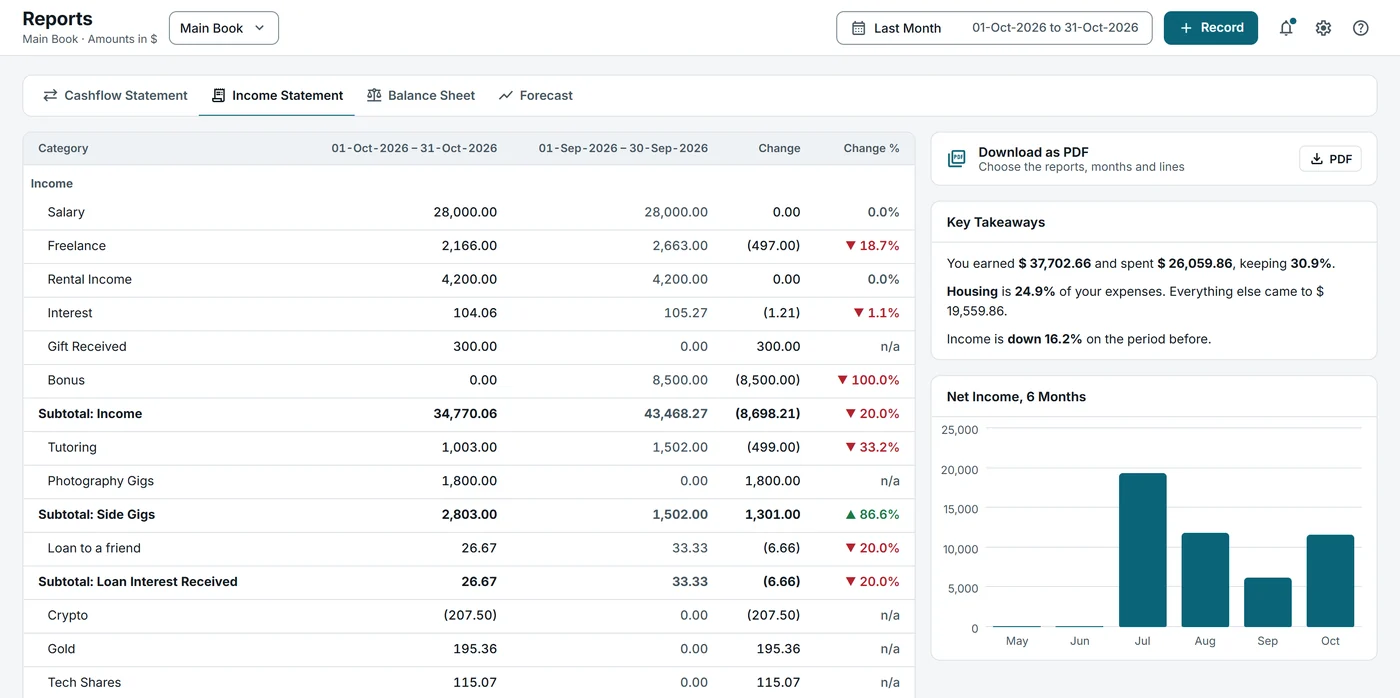 Reports
Main Book · Amounts in $
Main Book
Last Month 01-Oct-2026 to 31-Oct-2026
+ Record
Cashflow Statement
Income Statement
Balance Sheet
Forecast
Category 01-Oct-2026 – 31-Oct-2026 01-Sep-2026 – 30-Sep-2026 Change Change %
Income
Salary 28,000.00 28,000.00 0.00 0.0%
Freelance 2,166.00 2,663.00 (497.00) ▼ 18.7%
Rental Income 4,200.00 4,200.00 0.00 0.0%
Interest 104.06 105.27 (1.21) ▼ 1.1%
Gift Received 300.00 0.00 300.00 n/a
Bonus 0.00 8,500.00 (8,500.00) ▼ 100.0%
Subtotal: Income 34,770.06 43,468.27 (8,698.21) ▼ 20.0%
Tutoring 1,003.00 1,502.00 (499.00) ▼ 33.2%
Photography Gigs 1,800.00 0.00 1,800.00 n/a
Subtotal: Side Gigs 2,803.00 1,502.00 1,301.00 ▲ 86.6%
Loan to a friend 26.67 33.33 (6.66) ▼ 20.0%
Subtotal: Loan Interest Received 26.67 33.33 (6.66) ▼ 20.0%
Crypto (207.50) 0.00 (207.50) n/a
Gold 195.36 0.00 195.36 n/a
Tech Shares 115.07 0.00 115.07 n/a
PDF
Download as PDF
Choose the reports, months and lines
PDF
Key Takeaways
You earned $ 37,702.66 and spent $ 26,059.86, keeping 30.9%.
Housing is 24.9% of your expenses. Everything else came to $
19,559.86.
Income is down 16.2% on the period before.
Net Income, 6 Months
25,000
20,000
15,000
10,000
5,000
0
May Jun Jul Aug Sep Oct